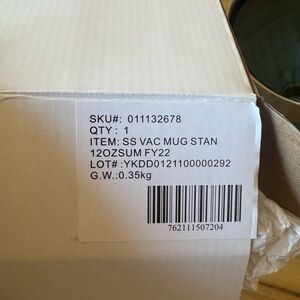 SKU#: 011132678
QTY : 1
ITEM: SS VAC MUG STAN
12OZSUM FY22
LOT# :YKDD0121100000292
G.W.:0.35kg
762111507204